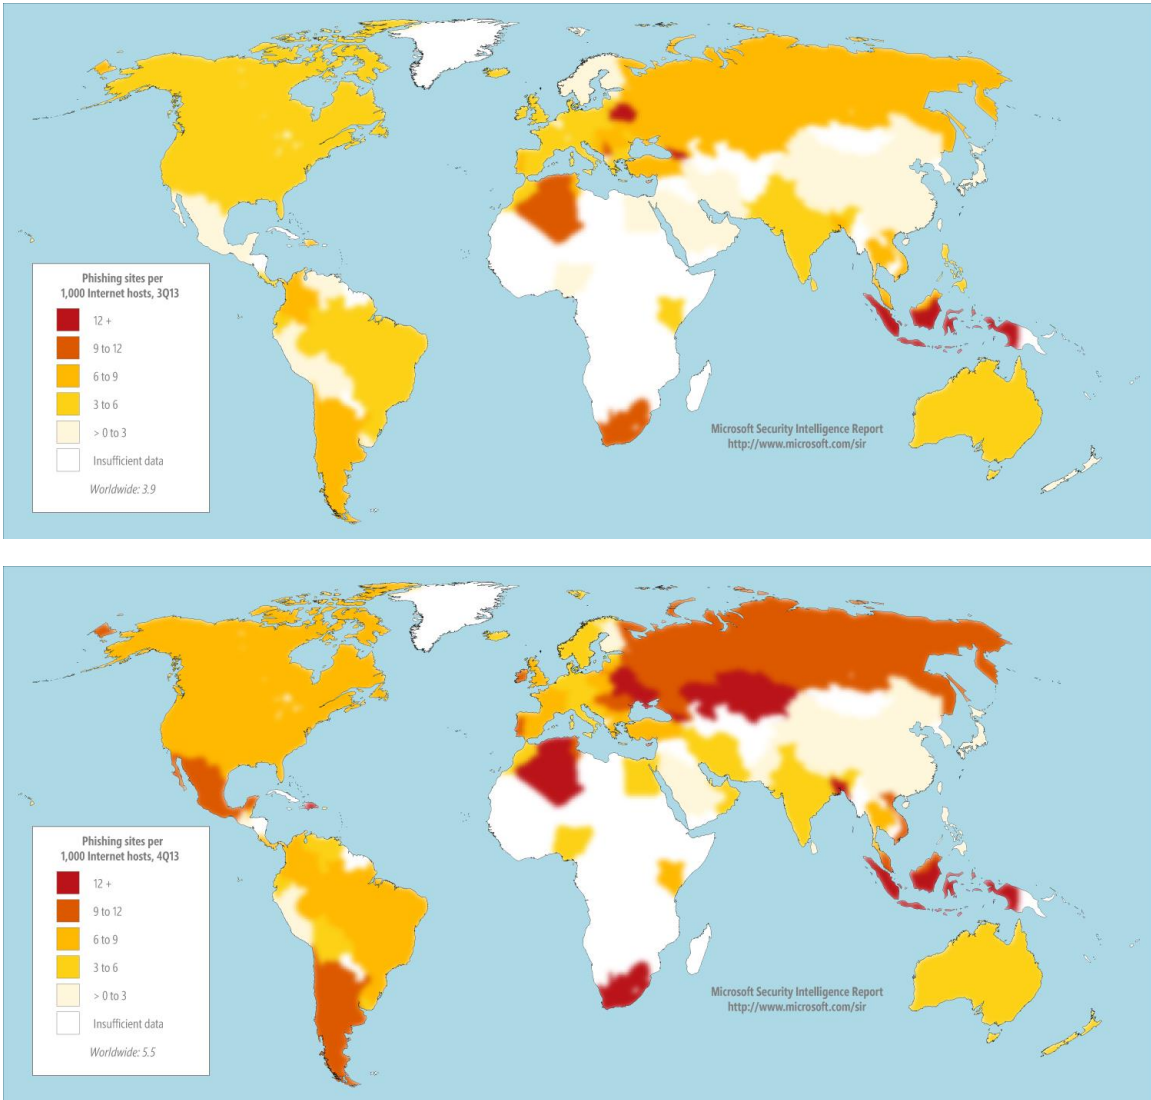 Phishing sites per
1,000 Internet hosts, 3Q13
12 +
9 to 12
6 to 9
3 to 6
> 0 to 3
Insufficient data
Worldwide: 3.9
Microsoft Security Intelligence Report
http://www.microsoft.com/sir
Phishing sites per
1,000 Internet hosts, 4Q13
12 +
9 to 12
6 to 9
3 to 6
> 0 to 3
Insufficient data
Worldwide: 5.5
Microsoft Security Intelligence Report
http://www.microsoft.com/sir